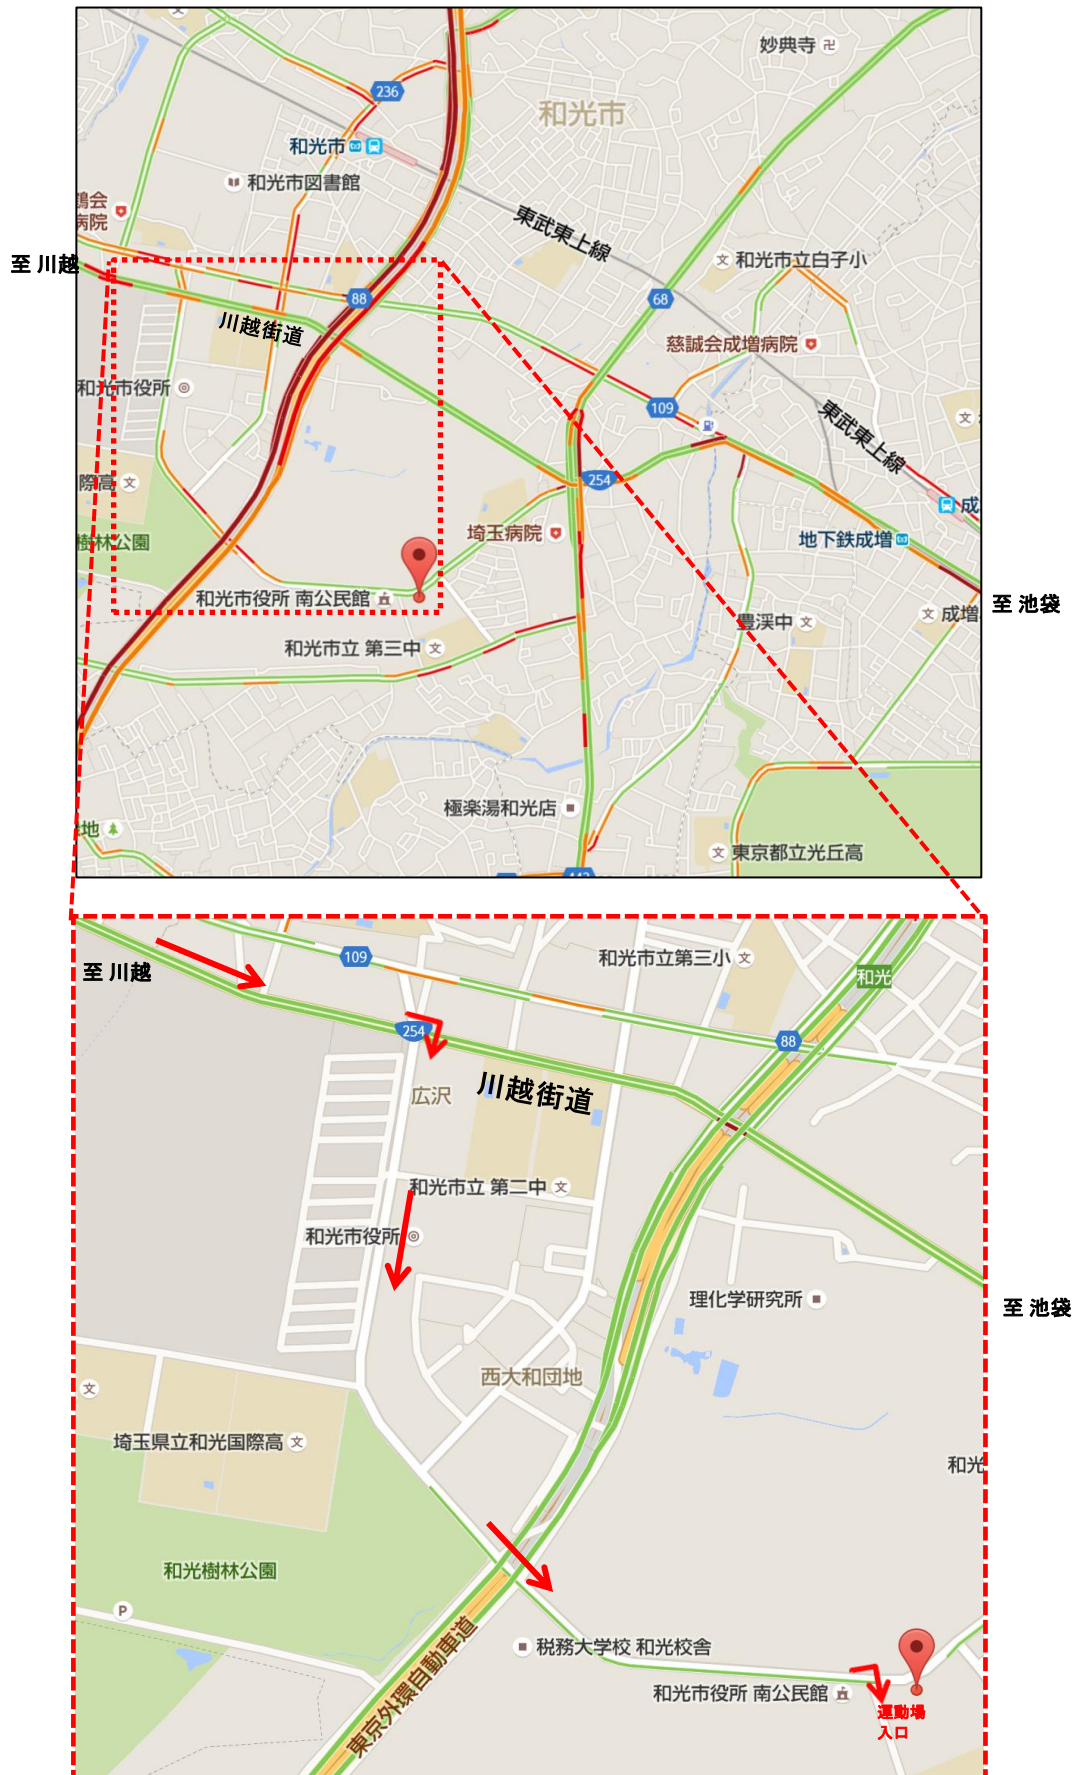 妙典寺
236
和光市
和光市
和光市図書館
病院
東武東上線
和光市立白子小
至 川越
88
68
川越街道
慈誠会成増病院
和光市役所
109
東武東上線
254
際高
埼玉病院
成
地下鉄成増
樹林公園
和光市役所 南公民館
至 池袋
成増
豊渓中
和光市立 第三中
極楽湯和光店
地
東京都立光丘高
至 川越
109
和光市立第三小
和光
254
88
川越街道
広沢
和光市立 第二中
和光市役所
理化学研究所
至 池袋
西大和団地
埼玉県立和光国際高
和光
和光樹林公園
P
税務大学校 和光校舎
東京外環自動車道
和光市役所 南公民館
運動場
入口